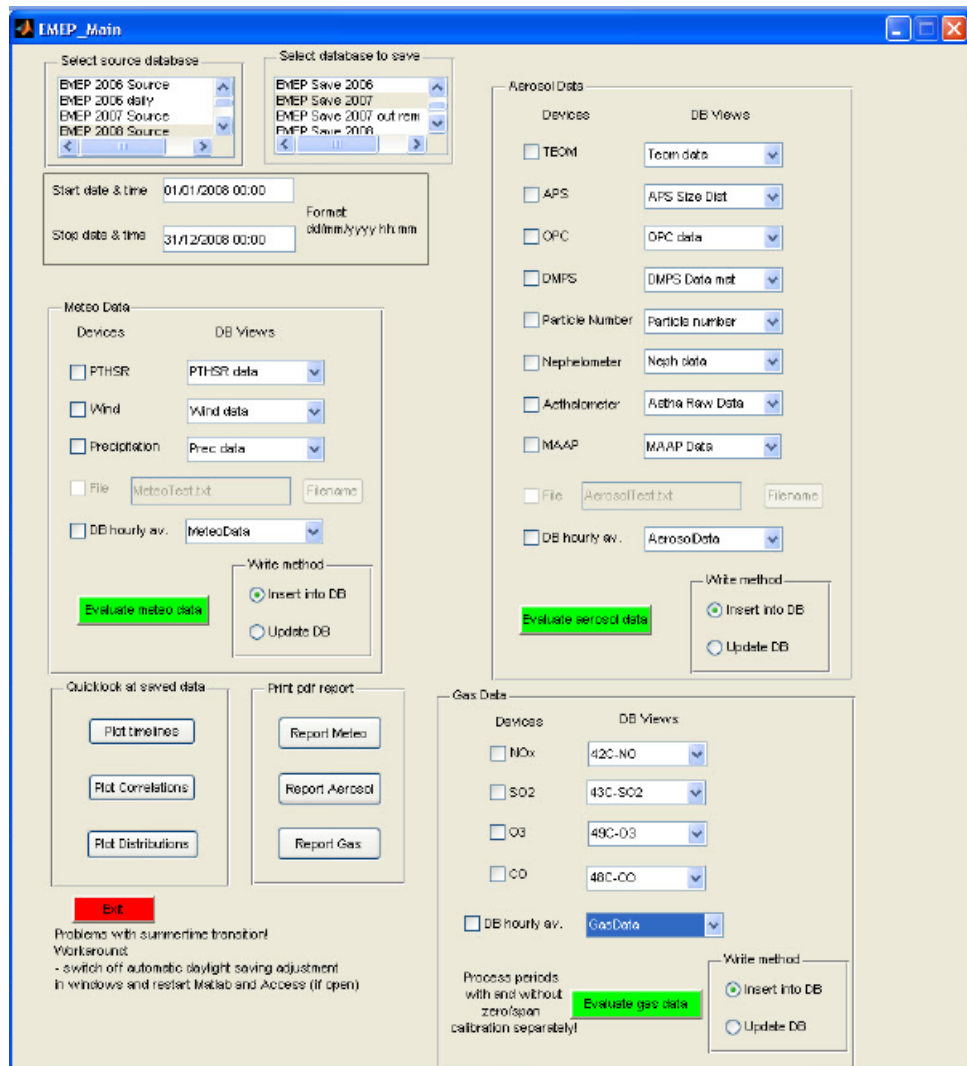 EMEP_Main
Select source database
EMEP 2006 Source
EMEP 2006 daily
EMEP 2007 Source
EMEP 2008 Source
Select database to save
EMEP Save 2006
EMEP Save 2007
EMEP Save 2007 out rem
EMEP Save 2008
Start date & time 01/01/2008 00:00
Stop date & time 31/12/2008 00:00
Format:
dd/mm/yyyy hh:mm
Meteo Data
Devices DB Views
PTHSR PTHSR data
Wind Wind data
Precipitation Prec data
File MeteoTest.txt Filename
DB hourly av. MeteoData
Write method
Insert into DB
Update DB
Evaluate meteo data
Aerosol Data
Devices DB Views
TEOM Teom data
APS APS Size Dist
OPC OPC data
DMPS DMPS Data mst
Particle Number Particle number
Nephelometer Neph data
Aethalometer Aetha Raw Data
MAAP MAAP Data
File AerosolTest.txt Filename
DB hourly av. AerosolData
Write method
Insert into DB
Update DB
Evaluate aerosol data
Quicklook at saved data
Plot timelines
Plot Correlations
Plot Distributions
Print pdf report
Report Meteo
Report Aerosol
Report Gas
Exit
Problems with summertime transition!
Workaround:
- switch off automatic daylight saving adjustment
in windows and restart Matlab and Access (if open)
Gas Data
Devices DB Views
NOx 42C-NO
SO2 43C-SO2
O3 49C-O3
CO 48C-CO
DB hourly av. GasData
Process periods
with and without
zero/span
calibration separately!
Evaluate gas data
Write method
Insert into DB
Update DB